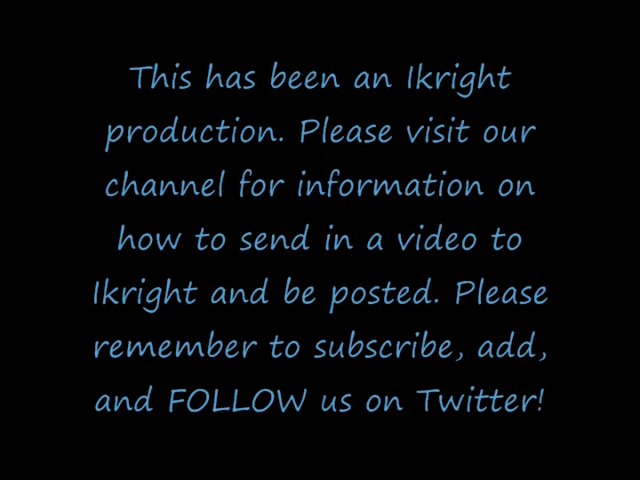 This has been an Ikright
production. Please visit our
channel for information on
how to send in a video to
Ikright and be posted. Please
remember to subscribe, add,
and FOLLOW us on Twitter!